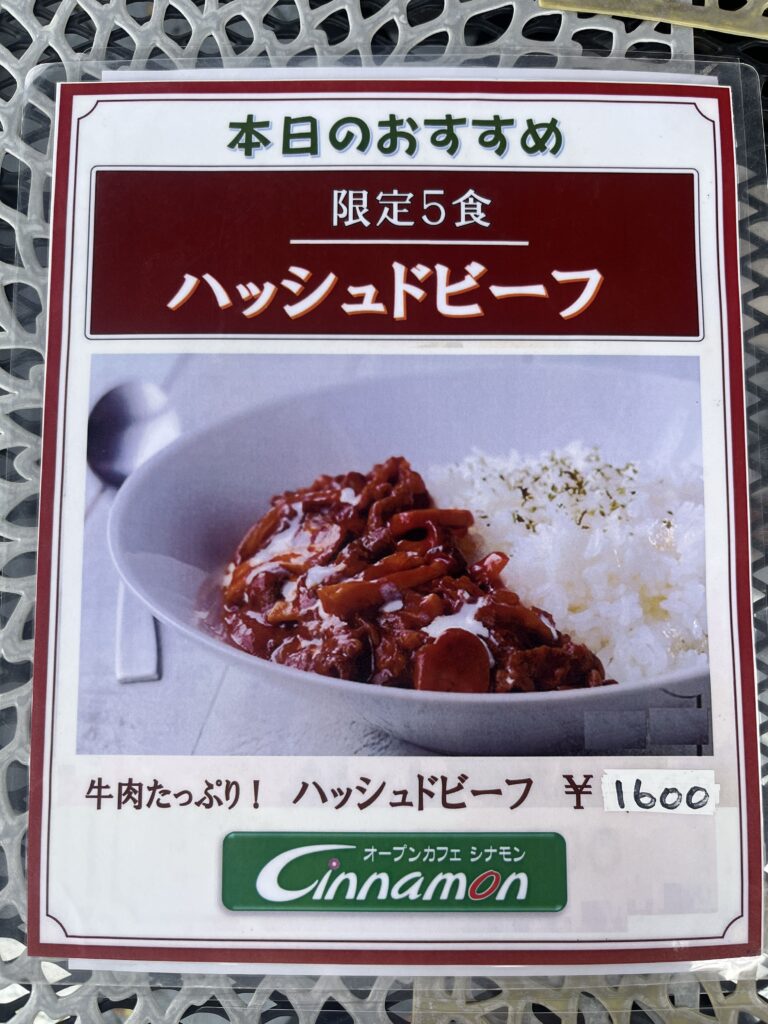 本日のおすすめ
限定5食
ハッシュドビーフ
牛肉たっぷり! ハッシュドビーフ ¥1600
オープンカフェ シナモン
Cinnamon